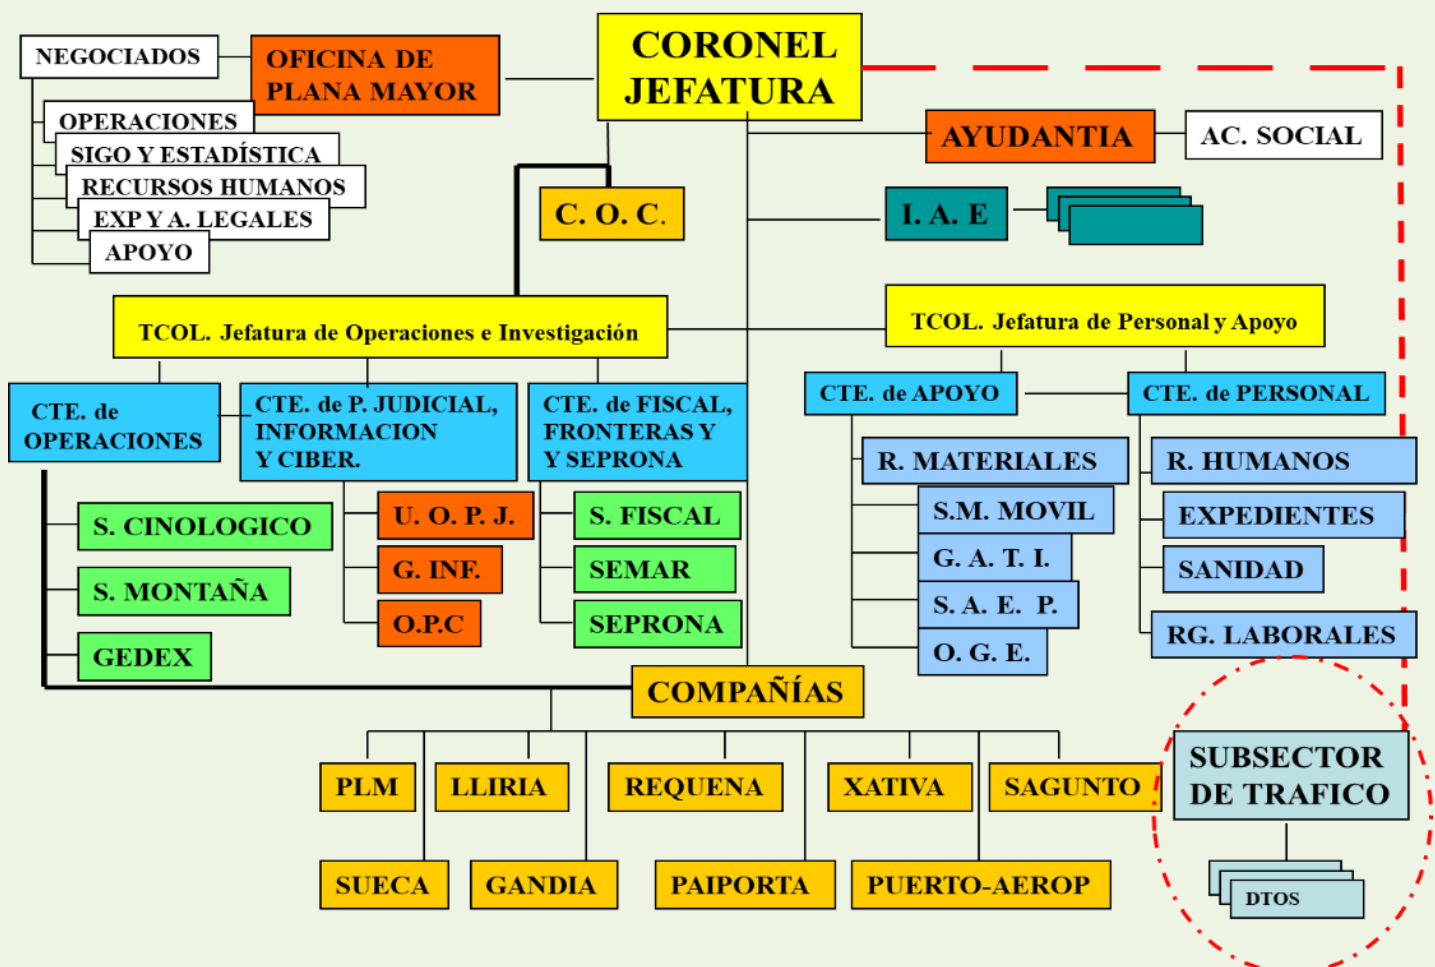 CORONEL
JEFATURA
NEGOCIADOS
OFICINA DE
PLANA MAYOR
OPERACIONES
SIGO Y ESTADÍSTICA
RECURSOS HUMANOS
EXP Y A. LEGALES
APOYO
AYUDANTIA
AC. SOCIAL
C. O. C.
I. A. E
TCOL. Jefatura de Operaciones e Investigación
TCOL. Jefatura de Personal y Apoyo
CTE. de
OPERACIONES
CTE. de P. JUDICIAL,
INFORMACION
Y CIBER.
CTE. de FISCAL,
FRONTERAS Y
Y SEPRONA
CTE. de APOYO
CTE. de PERSONAL
S. CINOLOGICO
S. MONTAÑA
GEDEX
U. O. P. J.
G. INF.
O.P.C
S. FISCAL
SEMAR
SEPRONA
R. MATERIALES
S.M. MOVIL
G. A. T. I.
S. A. E. P.
O. G. E.
R. HUMANOS
EXPEDIENTES
SANIDAD
RG. LABORALES
COMPAÑÍAS
PLM
LLIRIA
REQUENA
XATIVA
SAGUNTO
SUECA
GANDIA
PAIPORTA
PUERTO-AEROP
SUBSECTOR
DE TRAFICO
DTOS